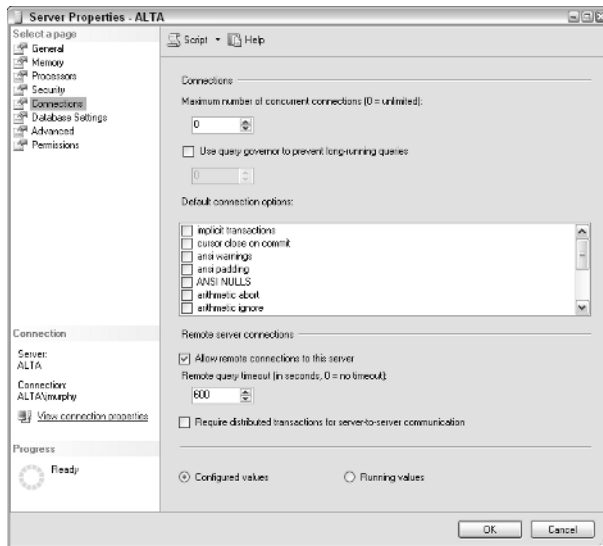 Server Properties - ALTA
Select a page
General
Memory
Processors
Security
Connections
Database Settings
Advanced
Permissions
Script
Help
Connections
Maximum number of concurrent connections (0 = unlimited):
0
Use query governor to prevent long-running queries
0
Default connection options:
implicit transactions
cursor close on commit
ansi warnings
ansi padding
ANSI NULLS
arithmetic abort
arithmetic ignore
Connection
Server:
ALTA
Connection:
ALTA\jmurphy
View connection properties
Remote server connections
Allow remote connections to this server
Remote query timeout (in seconds, 0 = no timeout):
600
Require distributed transactions for server-to-server communication
Progress
Ready
Configured values
Running values
OK
Cancel